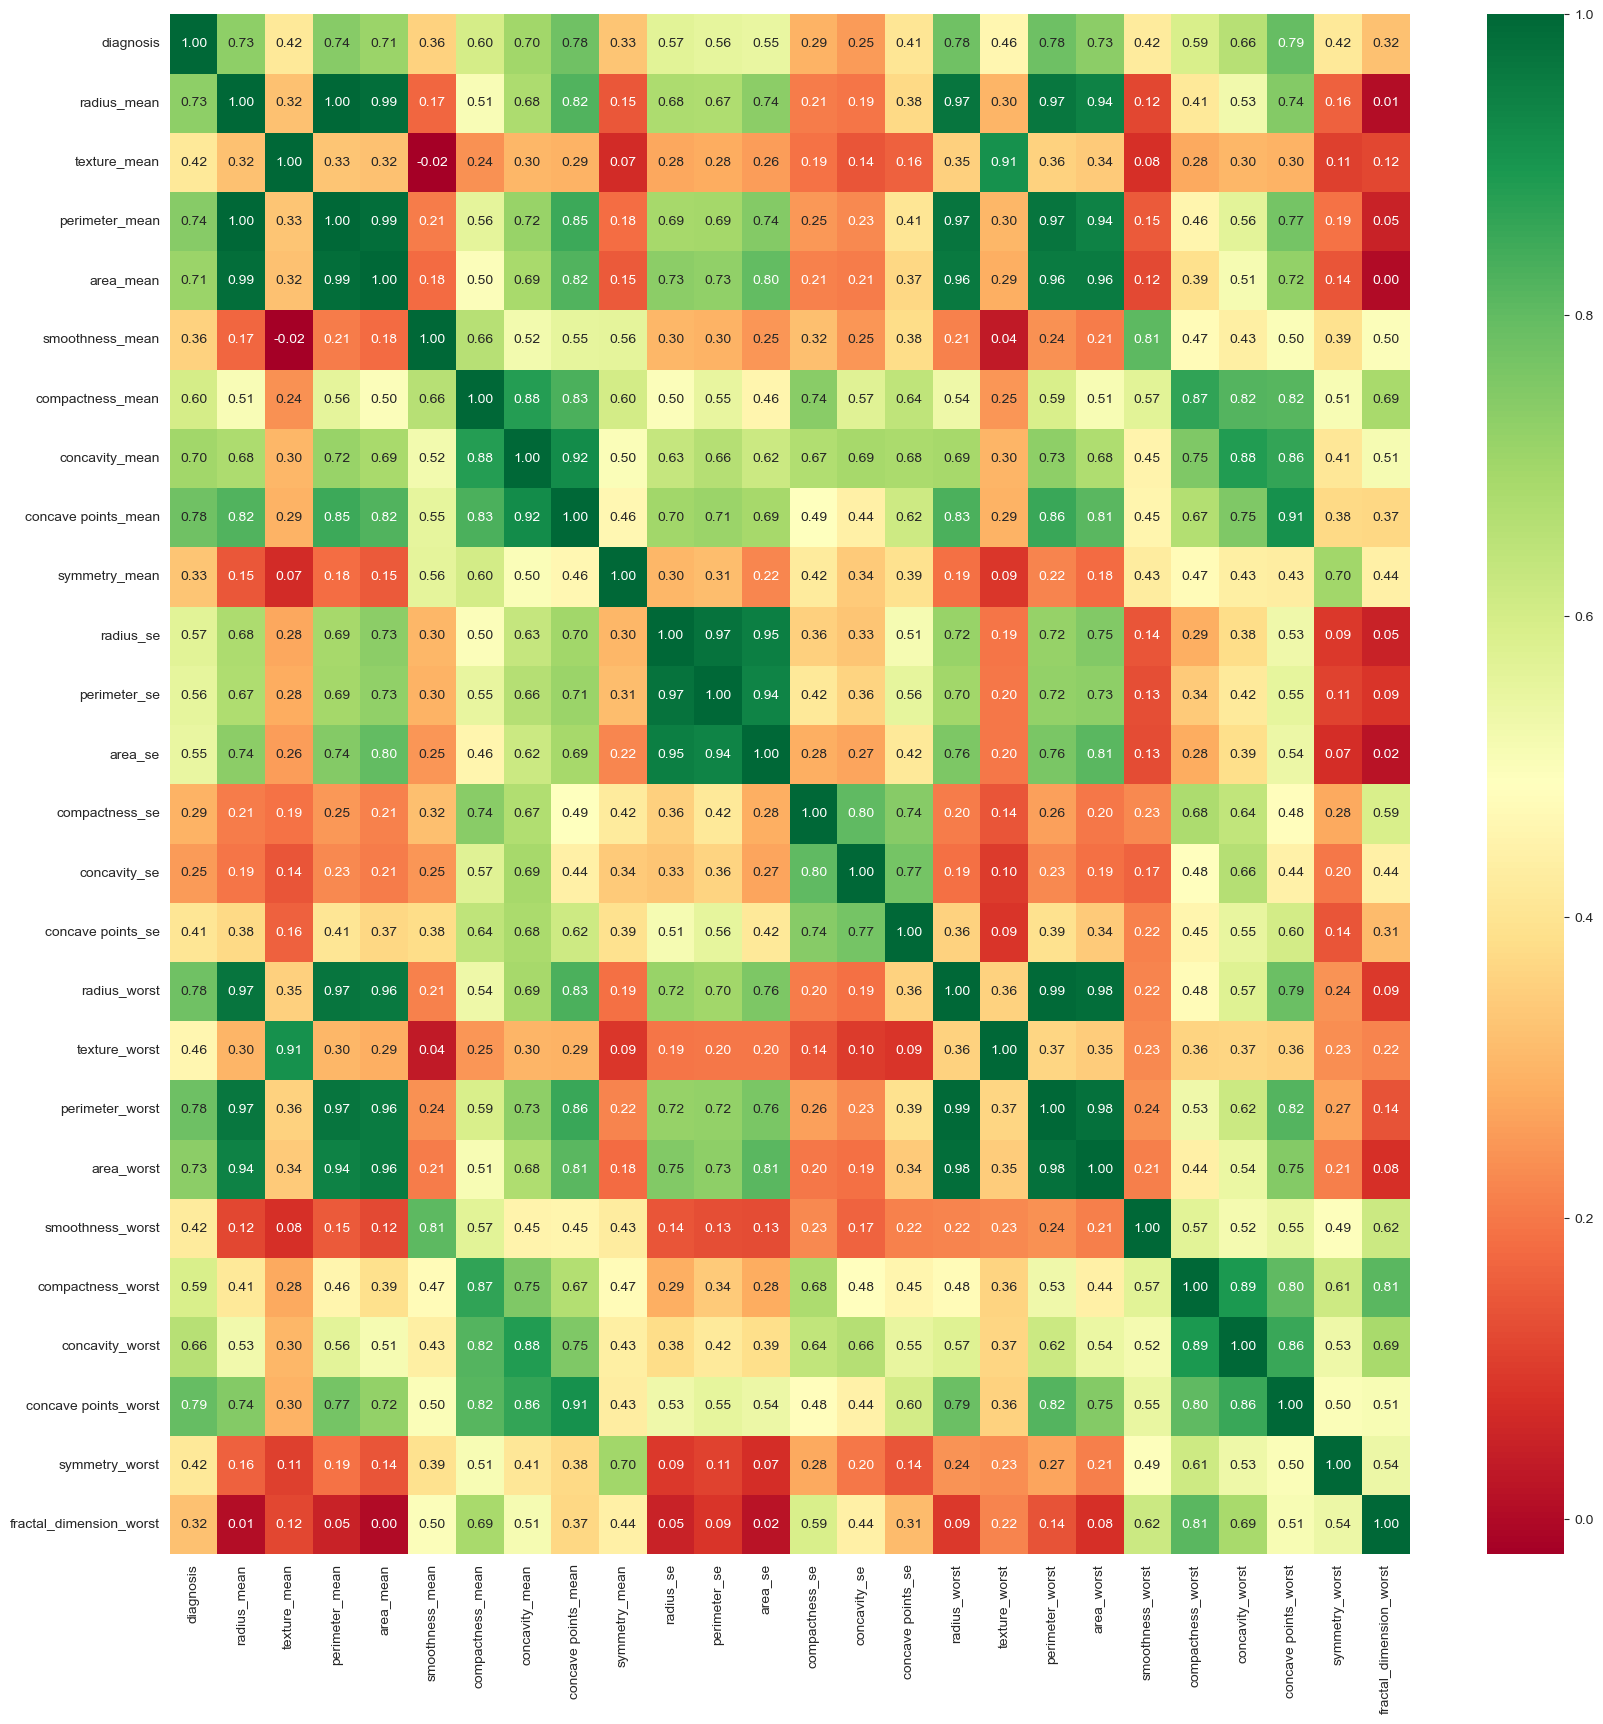 diagnosis 1.00 0.73 0.42 0.74 0.71 0.36 0.60 0.70 0.78 0.33 0.57 0.56 0.55 0.29 0.25 0.41 0.78 0.46 0.78 0.73 0.42 0.59 0.66 0.79 0.42 0.32
radius_mean 0.73 1.00 0.32 1.00 0.99 0.17 0.51 0.68 0.82 0.15 0.68 0.67 0.74 0.21 0.19 0.38 0.97 0.30 0.97 0.94 0.12 0.41 0.53 0.74 0.16 0.01
texture_mean 0.42 0.32 1.00 0.33 0.32 -0.02 0.24 0.30 0.29 0.07 0.28 0.28 0.26 0.19 0.14 0.16 0.35 0.91 0.36 0.34 0.08 0.28 0.30 0.30 0.11 0.12
perimeter_mean 0.74 1.00 0.33 1.00 0.99 0.21 0.56 0.72 0.85 0.18 0.69 0.69 0.74 0.25 0.23 0.41 0.97 0.30 0.97 0.94 0.15 0.46 0.56 0.77 0.19 0.05
area_mean 0.71 0.99 0.32 0.99 1.00 0.18 0.50 0.69 0.82 0.15 0.73 0.73 0.80 0.21 0.21 0.37 0.96 0.29 0.96 0.96 0.12 0.39 0.51 0.72 0.14 0.00
smoothness_mean 0.36 0.17 -0.02 0.21 0.18 1.00 0.66 0.52 0.55 0.56 0.30 0.30 0.25 0.32 0.25 0.38 0.21 0.04 0.24 0.21 0.81 0.47 0.43 0.50 0.39 0.50
compactness_mean 0.60 0.51 0.24 0.56 0.50 0.66 1.00 0.88 0.83 0.60 0.50 0.55 0.46 0.74 0.57 0.64 0.54 0.25 0.59 0.51 0.57 0.87 0.82 0.82 0.51 0.69
concavity_mean 0.70 0.68 0.30 0.72 0.69 0.52 0.88 1.00 0.92 0.50 0.63 0.66 0.62 0.67 0.69 0.68 0.69 0.30 0.73 0.68 0.45 0.75 0.88 0.86 0.41 0.51
concave points_mean 0.78 0.82 0.29 0.85 0.82 0.55 0.83 0.92 1.00 0.46 0.70 0.71 0.69 0.49 0.44 0.62 0.83 0.29 0.86 0.81 0.45 0.67 0.75 0.91 0.38 0.37
symmetry_mean 0.33 0.15 0.07 0.18 0.15 0.56 0.60 0.50 0.46 1.00 0.30 0.31 0.22 0.42 0.34 0.39 0.19 0.09 0.22 0.18 0.43 0.47 0.43 0.43 0.70 0.44
radius_se 0.57 0.68 0.28 0.69 0.73 0.30 0.50 0.63 0.70 0.30 1.00 0.97 0.95 0.36 0.33 0.51 0.72 0.19 0.72 0.75 0.14 0.29 0.38 0.53 0.09 0.05
perimeter_se 0.56 0.67 0.28 0.69 0.73 0.30 0.55 0.66 0.71 0.31 0.97 1.00 0.94 0.42 0.36 0.56 0.70 0.20 0.72 0.73 0.13 0.34 0.42 0.55 0.11 0.09
area_se 0.55 0.74 0.26 0.74 0.80 0.25 0.46 0.62 0.69 0.22 0.95 0.94 1.00 0.28 0.27 0.42 0.76 0.20 0.76 0.81 0.13 0.28 0.39 0.54 0.07 0.02
compactness_se 0.29 0.21 0.19 0.25 0.21 0.32 0.74 0.67 0.49 0.42 0.36 0.42 0.28 1.00 0.80 0.74 0.20 0.14 0.26 0.20 0.23 0.68 0.64 0.48 0.28 0.59
concavity_se 0.25 0.19 0.14 0.23 0.21 0.25 0.57 0.69 0.44 0.34 0.33 0.36 0.27 0.80 1.00 0.77 0.19 0.10 0.23 0.19 0.17 0.48 0.66 0.44 0.20 0.44
concave points_se 0.41 0.38 0.16 0.41 0.37 0.38 0.64 0.68 0.62 0.39 0.51 0.56 0.42 0.74 0.77 1.00 0.36 0.09 0.39 0.34 0.22 0.45 0.55 0.60 0.14 0.31
radius_worst 0.78 0.97 0.35 0.97 0.96 0.21 0.54 0.69 0.83 0.19 0.72 0.70 0.76 0.20 0.19 0.36 1.00 0.36 0.99 0.98 0.22 0.48 0.57 0.79 0.24 0.09
texture_worst 0.46 0.30 0.91 0.30 0.29 0.04 0.25 0.30 0.29 0.09 0.19 0.20 0.20 0.14 0.10 0.09 0.36 1.00 0.37 0.35 0.23 0.36 0.37 0.36 0.23 0.22
perimeter_worst 0.78 0.97 0.36 0.97 0.96 0.24 0.59 0.73 0.86 0.22 0.72 0.72 0.76 0.26 0.23 0.39 0.99 0.37 1.00 0.98 0.24 0.53 0.62 0.82 0.27 0.14
area_worst 0.73 0.94 0.34 0.94 0.96 0.21 0.51 0.68 0.81 0.18 0.75 0.73 0.81 0.20 0.19 0.34 0.98 0.35 0.98 1.00 0.21 0.44 0.54 0.75 0.21 0.08
smoothness_worst 0.42 0.12 0.08 0.15 0.12 0.81 0.57 0.45 0.45 0.43 0.14 0.13 0.13 0.23 0.17 0.22 0.22 0.23 0.24 0.21 1.00 0.57 0.52 0.55 0.49 0.62
compactness_worst 0.59 0.41 0.28 0.46 0.39 0.47 0.87 0.75 0.67 0.47 0.29 0.34 0.28 0.68 0.48 0.45 0.48 0.36 0.53 0.44 0.57 1.00 0.89 0.80 0.61 0.81
concavity_worst 0.66 0.53 0.30 0.56 0.51 0.43 0.82 0.88 0.75 0.43 0.38 0.42 0.39 0.64 0.66 0.55 0.57 0.37 0.62 0.54 0.52 0.89 1.00 0.86 0.53 0.69
concave points_worst 0.79 0.74 0.30 0.77 0.72 0.50 0.82 0.86 0.91 0.43 0.53 0.55 0.54 0.48 0.44 0.60 0.79 0.36 0.82 0.75 0.55 0.80 0.86 1.00 0.50 0.51
symmetry_worst 0.42 0.16 0.11 0.19 0.14 0.39 0.51 0.41 0.38 0.70 0.09 0.11 0.07 0.28 0.20 0.14 0.24 0.23 0.27 0.21 0.49 0.61 0.53 0.50 1.00 0.54
fractal_dimension_worst 0.32 0.01 0.12 0.05 0.00 0.50 0.69 0.51 0.37 0.44 0.05 0.09 0.02 0.59 0.44 0.31 0.09 0.22 0.14 0.08 0.62 0.81 0.69 0.51 0.54 1.00
diagnosis
radius_mean
texture_mean
perimeter_mean
area_mean
smoothness_mean
compactness_mean
concavity_mean
concave points_mean
symmetry_mean
radius_se
perimeter_se
area_se
compactness_se
concavity_se
concave points_se
radius_worst
texture_worst
perimeter_worst
area_worst
smoothness_worst
compactness_worst
concavity_worst
concave points_worst
symmetry_worst
fractal_dimension_worst
1.0
0.8
0.6
0.4
0.2
0.0